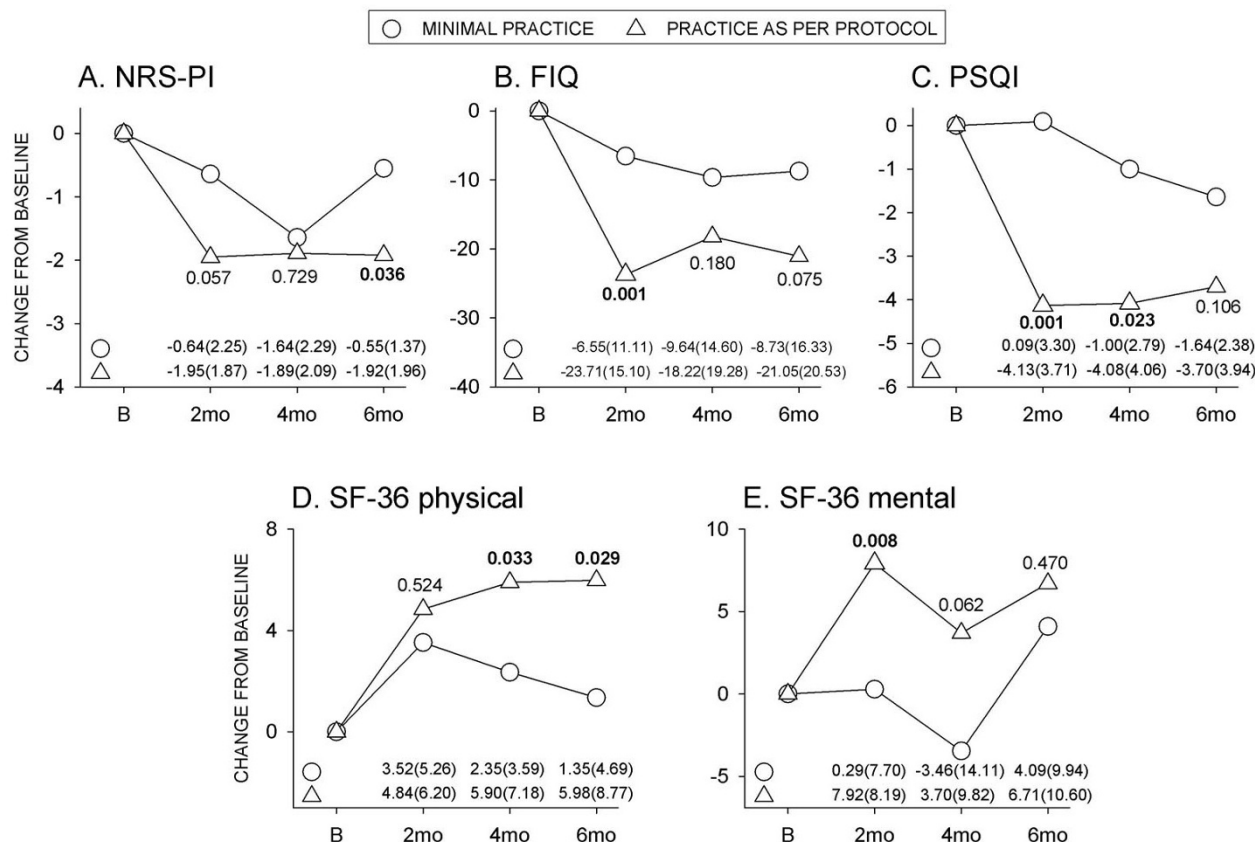 MINIMAL PRACTICE PRACTICE AS PER PROTOCOL
A. NRS-PI
CHANGE FROM BASELINE
0
-1
-2
-3
-4
0.057 0.729 0.036
-0.64(2.25) -1.64(2.29) -0.55(1.37)
-1.95(1.87) -1.89(2.09) -1.92(1.96)
B 2mo 4mo 6mo
B. FIQ
0
-10
-20
-30
-40
0.001 0.180 0.075
-6.55(11.11) -9.64(14.60) -8.73(16.33)
-23.71(15.10) -18.22(19.28) -21.05(20.53)
B 2mo 4mo 6mo
C. PSQI
0
-1
-2
-3
-4
-5
-6
0.001 0.023 0.106
0.09(3.30) -1.00(2.79) -1.64(2.38)
-4.13(3.71) -4.08(4.06) -3.70(3.94)
B 2mo 4mo 6mo
D. SF-36 physical
CHANGE FROM BASELINE
8
4
0
0.524 0.033 0.029
3.52(5.26) 2.35(3.59) 1.35(4.69)
4.84(6.20) 5.90(7.18) 5.98(8.77)
B 2mo 4mo 6mo
E. SF-36 mental
10
5
0
-5
0.008 0.062 0.470
0.29(7.70) -3.46(14.11) 4.09(9.94)
7.92(8.19) 3.70(9.82) 6.71(10.60)
B 2mo 4mo 6mo